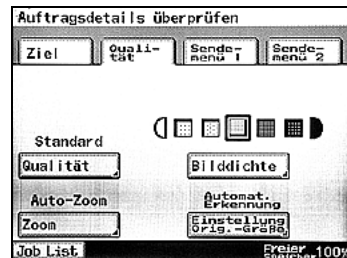 Auftragsdetails überprüfen
Ziel
Quali-
tät
Sende-
menü 1
Sende-
menü 2
Standard
Qualität
Bilddichte
Auto-Zoom
Automat.
Erkennung
Zoom
Einstellung
Orig.-Größe
Job List
Freier
Speicher 100%